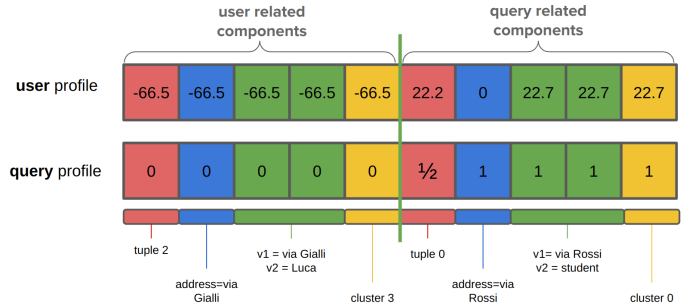 user related
components
query related
components
user profile
-66.5 -66.5 -66.5 -66.5 -66.5 22.2 0 22.7 22.7 22.7
query profile
0 0 0 0 0 ½ 1 1 1 1
tuple 2
address=via
Gialli
v1 = via Gialli
v2 = Luca
cluster 3
tuple 0
address=via
Rossi
v1= via Rossi
v2 = student
cluster 0